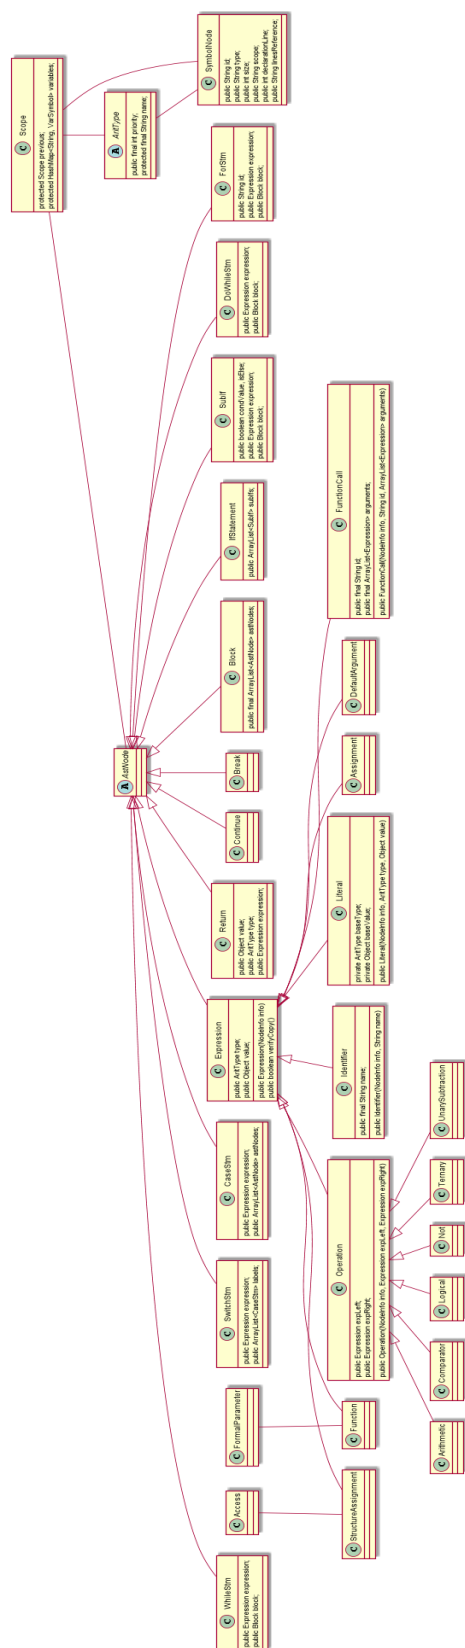 C Scope
protected Scope previous;
protected HashMap<String, VarSymbol> variables;
A AritType
public final int priority;
protected final String name;
C SymbolNode
public String id;
public String type;
public int size;
public String scope;
public int declarationLine;
public String linesReference;
C ForStm
public String id;
public Expression expression;
public Block block;
C DoWhileStm
public Expression expression;
public Block block;
C SubIf
public boolean condValue, isElse;
public Expression expression;
public Block block;
C IfStatement
public ArrayList<SubIf> subIfs;
C Block
public final ArrayList<AstNode> astNodes;
A AstNode
C Break
C Continue
C Return
public Object value;
public AritType type;
public Expression expression;
C Expression
public AritType type;
public Object value;
public Expression(NodeInfo info)
public boolean verifyCopy()
C CaseStm
public Expression expression;
public ArrayList<AstNode> astNodes;
C SwitchStm
public Expression expression;
public ArrayList<CaseStm> labels;
C FormalParameter
C Access
C WhileStm
public Expression expression;
public Block block;
C FunctionCall
public final String id;
public final ArrayList<Expression> arguments;
public FunctionCall(NodeInfo info, String id, ArrayList<Expression> arguments)
C DefaultArgument
C Assignment
C Literal
private AritType baseType;
private Object baseValue;
public Literal(NodeInfo info, AritType type, Object value)
C Identifier
public final String name;
public Identifier(NodeInfo info, String name)
C Operation
public Expression expLeft;
public Expression expRight;
public Operation(NodeInfo info, Expression expLeft, Expression expRight)
C Function
C StructureAssignment
C UnarySubtraction
C Ternary
C Not
C Logical
C Comparator
C Arithmetic